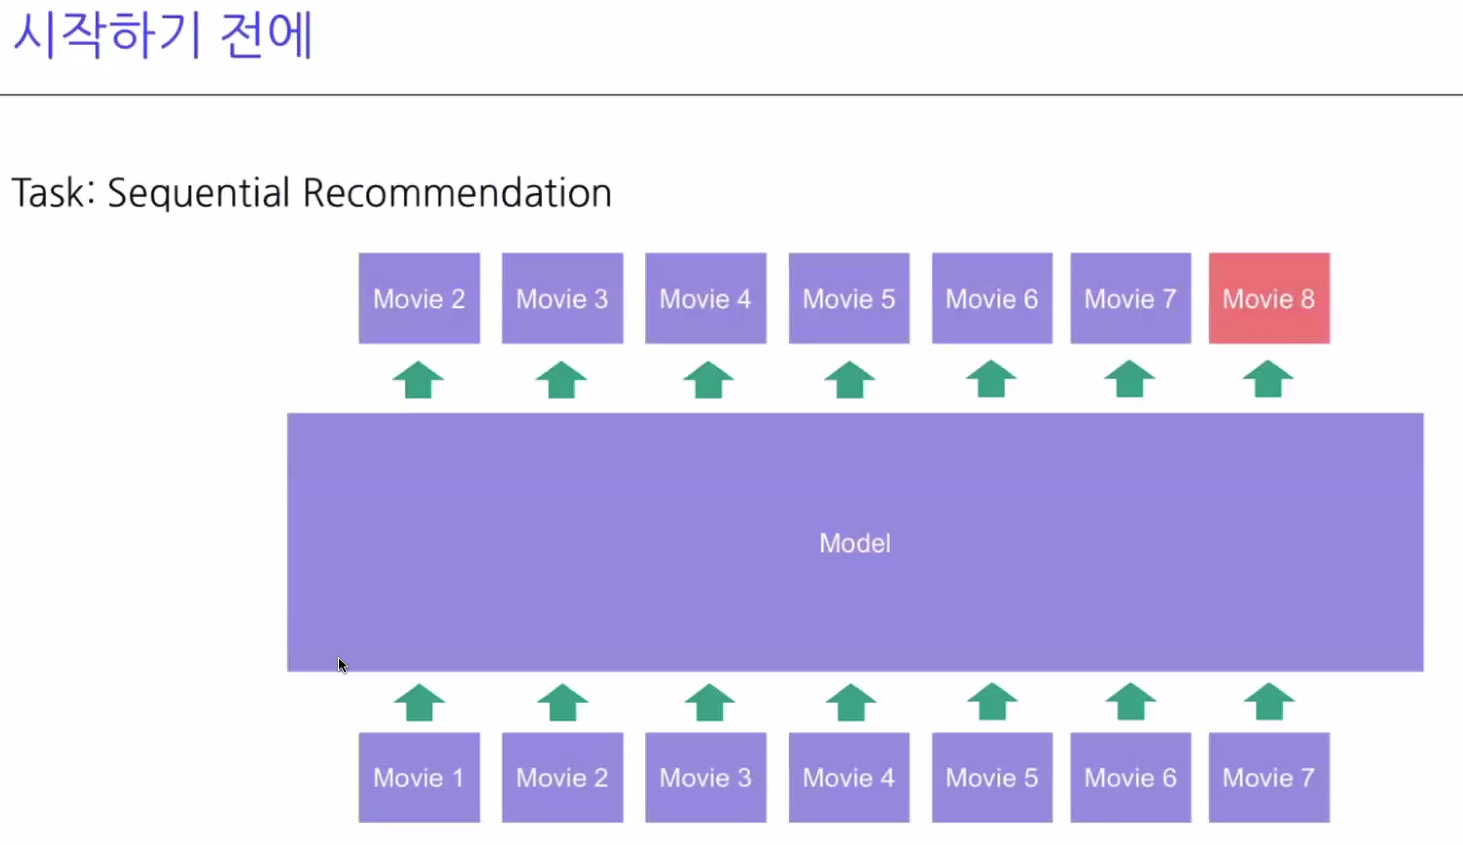 시작하기 전에
Task: Sequential Recommendation
Movie 2 Movie 3 Movie 4 Movie 5 Movie 6 Movie 7 Movie 8
Model
Movie 1 Movie 2 Movie 3 Movie 4 Movie 5 Movie 6 Movie 7